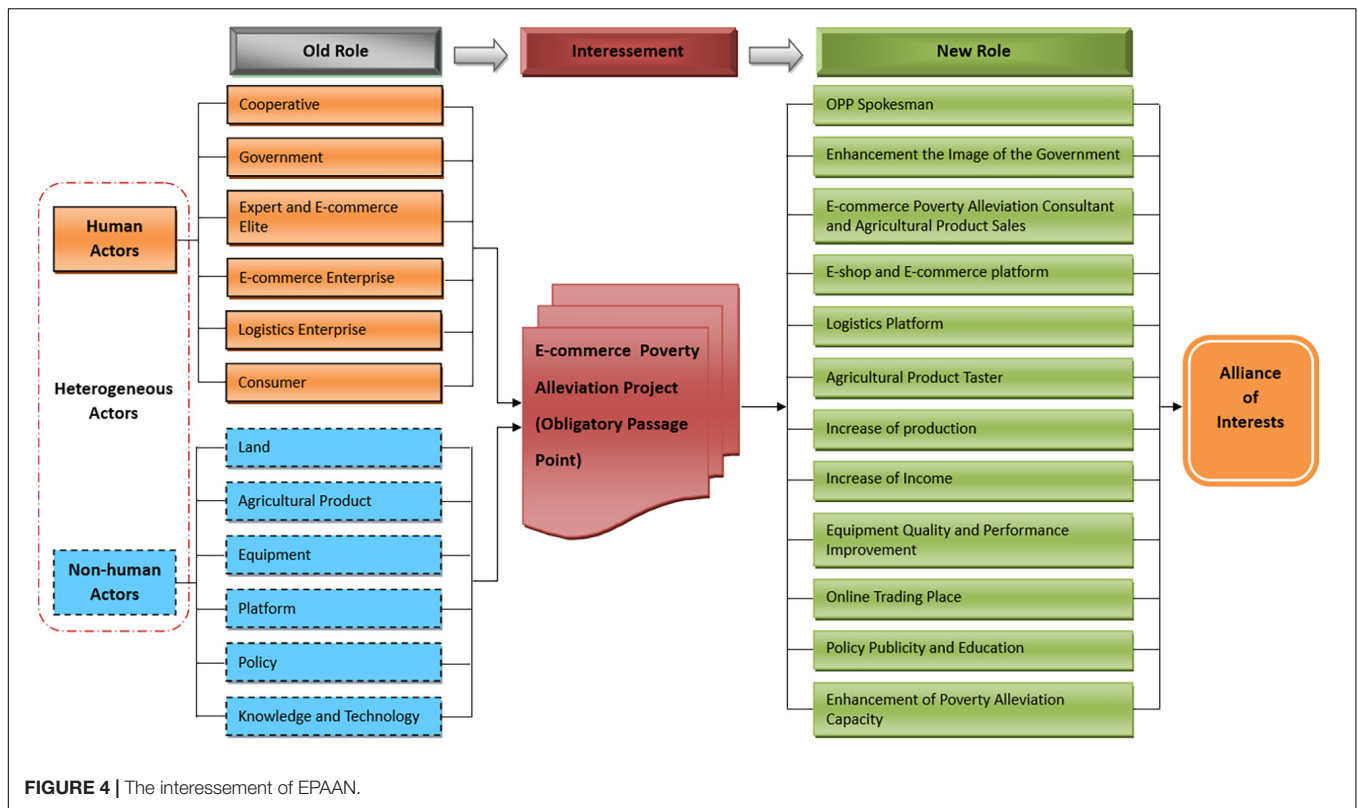 Old Role
Interessement
New Role
Human
Actors
Heterogeneous
Actors
Non-human
Actors
Cooperative
Government
Expert and E-commerce
Elite
E-commerce Enterprise
Logistics Enterprise
Consumer
Land
Agricultural Product
Equipment
Platform
Policy
Knowledge and Technology
E-commerce Poverty
Alleviation Project
(Obligatory Passage
Point)
OPP Spokesman
Enhancement the Image of the Government
E-commerce Poverty Alleviation Consultant
and Agricultural Product Sales
E-shop and E-commerce platform
Logistics Platform
Agricultural Product Taster
Increase of production
Increase of Income
Equipment Quality and Performance
Improvement
Online Trading Place
Policy Publicity and Education
Enhancement of Poverty Alleviation
Capacity
Alliance
of
Interests
FIGURE 4 | The interessement of EPAAN.